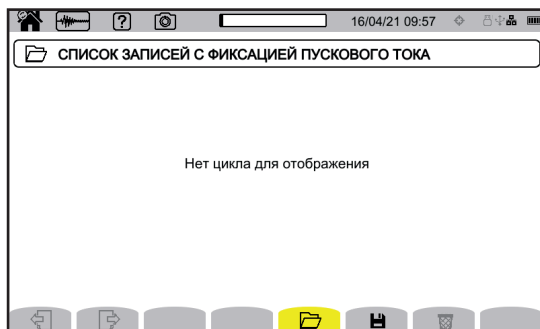 16/04/21 09:57
СПИСОК ЗАПИСЕЙ С ФИКСАЦИЕЙ ПУСКОВОГО ТОКА
Нет цикла для отображения